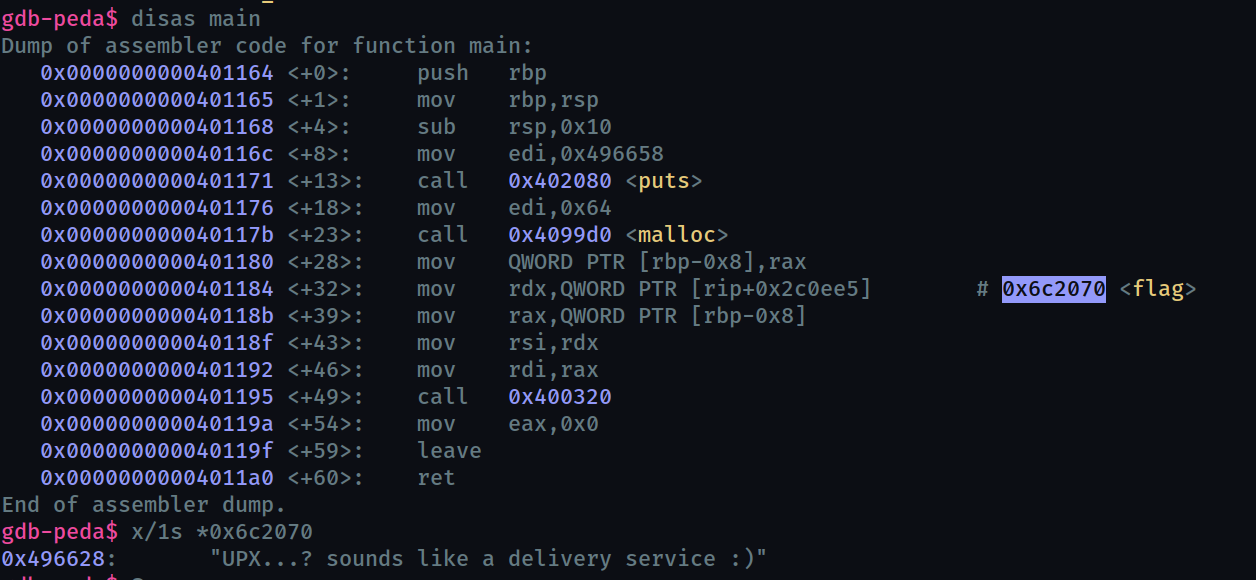 gdb-peda$ disas main
Dump of assembler code for function main:
0x0000000000401164 <+0>: push rbp
0x0000000000401165 <+1>: mov rbp,rsp
0x0000000000401168 <+4>: sub rsp,0x10
0x000000000040116c <+8>: mov edi,0x496658
0x0000000000401171 <+13>: call 0x402080 <puts>
0x0000000000401176 <+18>: mov edi,0x64
0x000000000040117b <+23>: call 0x4099d0 <malloc>
0x0000000000401180 <+28>: mov QWORD PTR [rbp-0x8],rax
0x0000000000401184 <+32>: mov rdx,QWORD PTR [rip+0x2c0ee5] # 0x6c2070 <flag>
0x000000000040118b <+39>: mov rax,QWORD PTR [rbp-0x8]
0x000000000040118f <+43>: mov rsi,rdx
0x0000000000401192 <+46>: mov rdi,rax
0x0000000000401195 <+49>: call 0x400320
0x000000000040119a <+54>: mov eax,0x0
0x000000000040119f <+59>: leave
0x00000000004011a0 <+60>: ret
End of assembler dump.
gdb-peda$ x/1s *0x6c2070
0x496628: "UPX...? sounds like a delivery service :)"